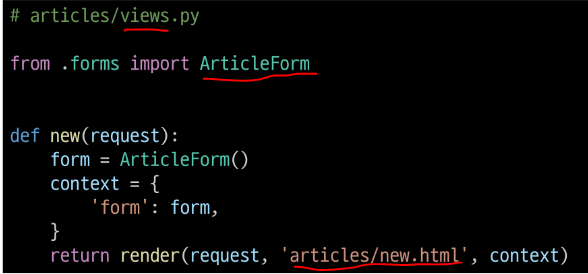 # articles/views.py
from .forms import ArticleForm
def new(request):
    form = ArticleForm()
    context = {
        'form': form,
    }
    return render(request, 'articles/new.html', context)